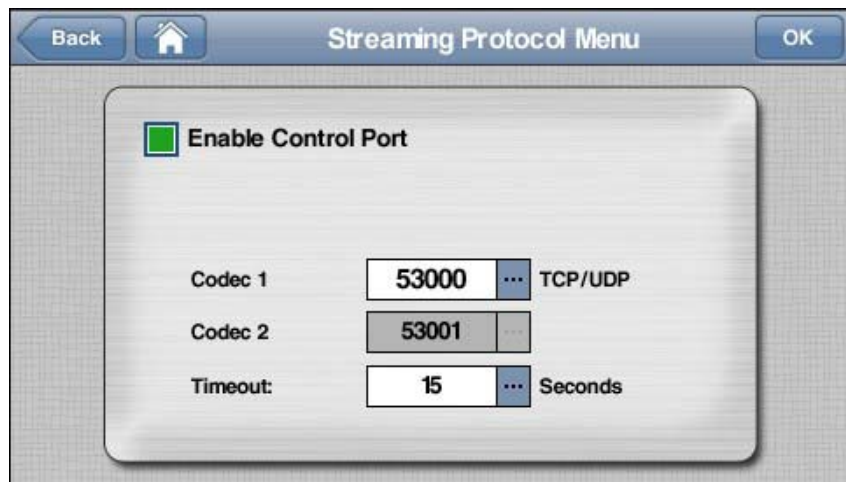 Back
Streaming Protocol Menu
OK
Enable Control Port
Codec 1 53000 ... TCP/UDP
Codec 2 53001 ...
Timeout: 15 ... Seconds